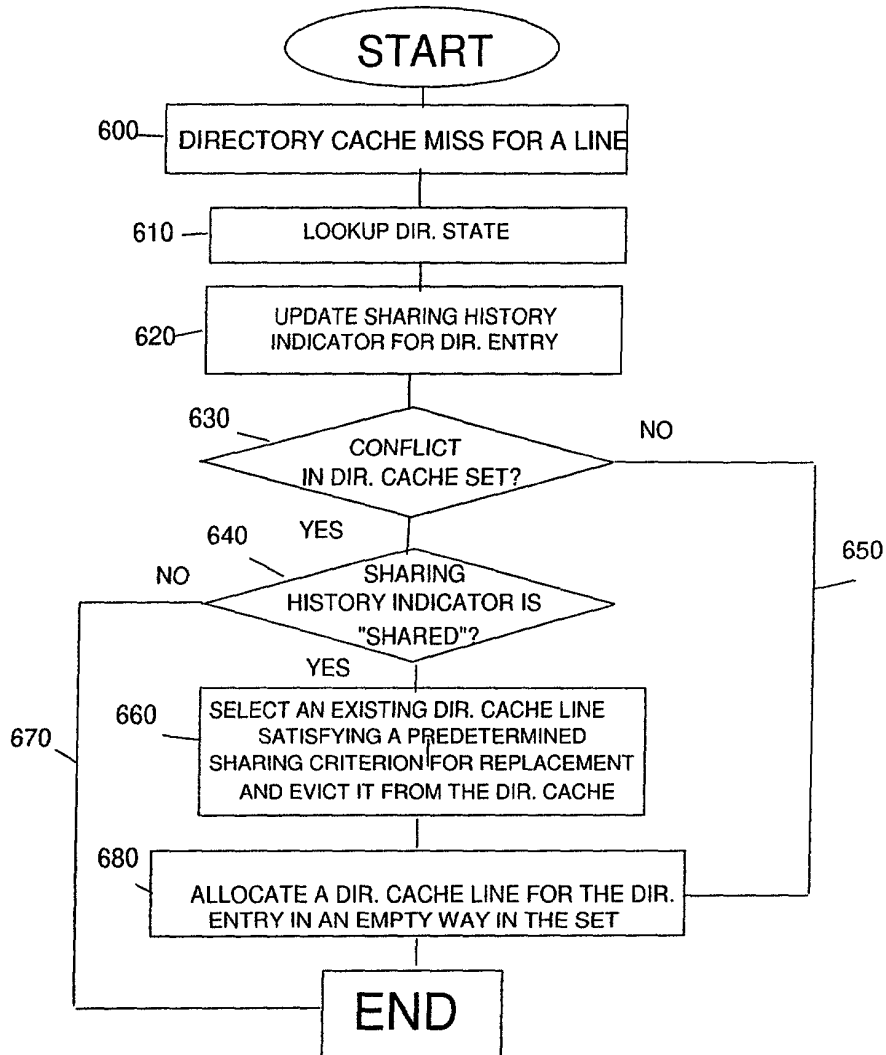 START
600
DIRECTORY CACHE MISS FOR A LINE
610
LOOKUP DIR. STATE
620
UPDATE SHARING HISTORY
INDICATOR FOR DIR. ENTRY
630
CONFLICT
IN DIR. CACHE SET?
NO
YES
640
650
NO
SHARING
HISTORY INDICATOR IS
"SHARED"?
YES
660
SELECT AN EXISTING DIR. CACHE LINE
SATISFYING A PREDETERMINED
SHARING CRITERION FOR REPLACEMENT
AND EVICT IT FROM THE DIR. CACHE
670
680
ALLOCATE A DIR. CACHE LINE FOR THE DIR.
ENTRY IN AN EMPTY WAY IN THE SET
END